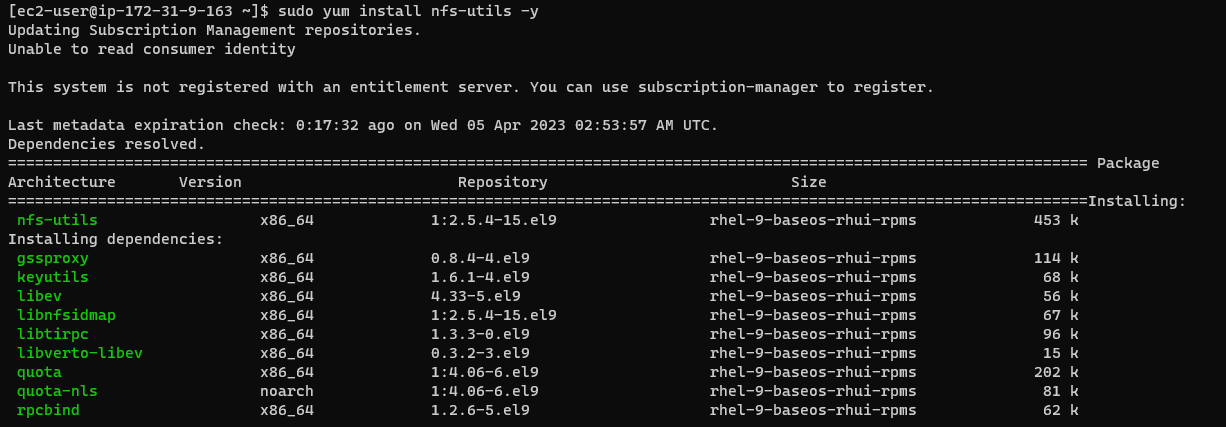 [ec2-user@ip-172-31-9-163 ~]$ sudo yum install nfs-utils -y
Updating Subscription Management repositories.
Unable to read consumer identity
This system is not registered with an entitlement server. You can use subscription-manager to register.
Last metadata expiration check: 0:17:32 ago on Wed 05 Apr 2023 02:53:57 AM UTC.
Dependencies resolved.
======================================================================================================================== Package
Architecture Version Repository Size
========================================================================================================================Installing:
nfs-utils x86_64 1:2.5.4-15.el9 rhel-9-baseos-rhui-rpms 453 k
Installing dependencies:
gssproxy x86_64 0.8.4-4.el9 rhel-9-baseos-rhui-rpms 114 k
keyutils x86_64 1.6.1-4.el9 rhel-9-baseos-rhui-rpms 68 k
libev x86_64 4.33-5.el9 rhel-9-baseos-rhui-rpms 56 k
libnfsidmap x86_64 1:2.5.4-15.el9 rhel-9-baseos-rhui-rpms 67 k
libtirpc x86_64 1.3.3-0.el9 rhel-9-baseos-rhui-rpms 96 k
libverto-libev x86_64 0.3.2-3.el9 rhel-9-baseos-rhui-rpms 15 k
quota x86_64 1:4.06-6.el9 rhel-9-baseos-rhui-rpms 202 k
quota-nls noarch 1:4.06-6.el9 rhel-9-baseos-rhui-rpms 81 k
rpcbind x86_64 1.2.6-5.el9 rhel-9-baseos-rhui-rpms 62 k